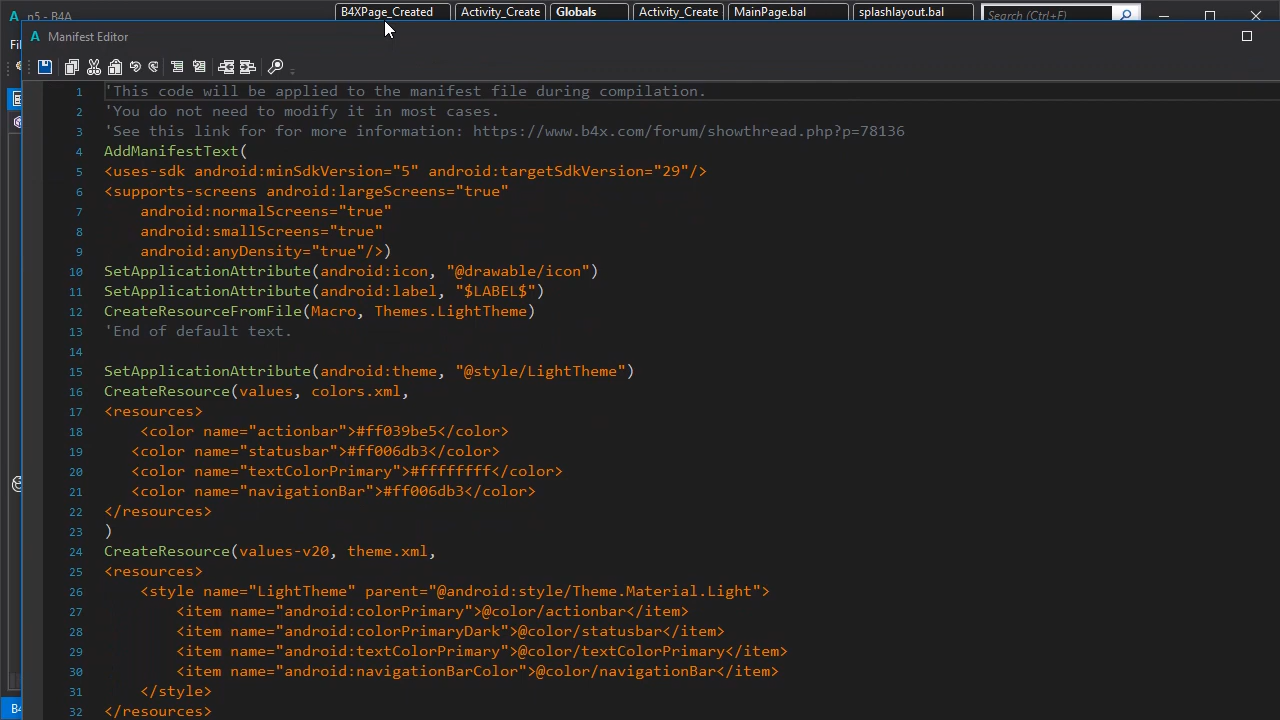 n5 - B4A
B4XPage_Created
Activity_Create
Globals
Activity_Create
MainPage.bal
splashlayout.bal
Search (Ctrl+F)
Manifest Editor
1 'This code will be applied to the manifest file during compilation.
2 'You do not need to modify it in most cases.
3 'See this link for for more information: https://www.b4x.com/forum/showthread.php?p=78136
4 AddManifestText(
5 <uses-sdk android:minSdkVersion="5" android:targetSdkVersion="29"/>
6 <supports-screens android:largeScreens="true"
7     android:normalScreens="true"
8     android:smallScreens="true"
9     android:anyDensity="true"/>)
10 SetApplicationAttribute(android:icon, "@drawable/icon")
11 SetApplicationAttribute(android:label, "$LABEL$")
12 CreateResourceFromFile(Macro, Themes.LightTheme)
13 'End of default text.
14
15 SetApplicationAttribute(android:theme, "@style/LightTheme")
16 CreateResource(values, colors.xml,
17 <resources>
18     <color name="actionbar">#ff039be5</color>
19    <color name="statusbar">#ff006db3</color>
20    <color name="textColorPrimary">#ffffffff</color>
21    <color name="navigationBar">#ff006db3</color>
22 </resources>
23 )
24 CreateResource(values-v20, theme.xml,
25 <resources>
26     <style name="LightTheme" parent="@android:style/Theme.Material.Light">
27         <item name="android:colorPrimary">@color/actionbar</item>
28         <item name="android:colorPrimaryDark">@color/statusbar</item>
29         <item name="android:textColorPrimary">@color/textColorPrimary</item>
30         <item name="android:navigationBarColor">@color/navigationBar</item>
31     </style>
32 </resources>